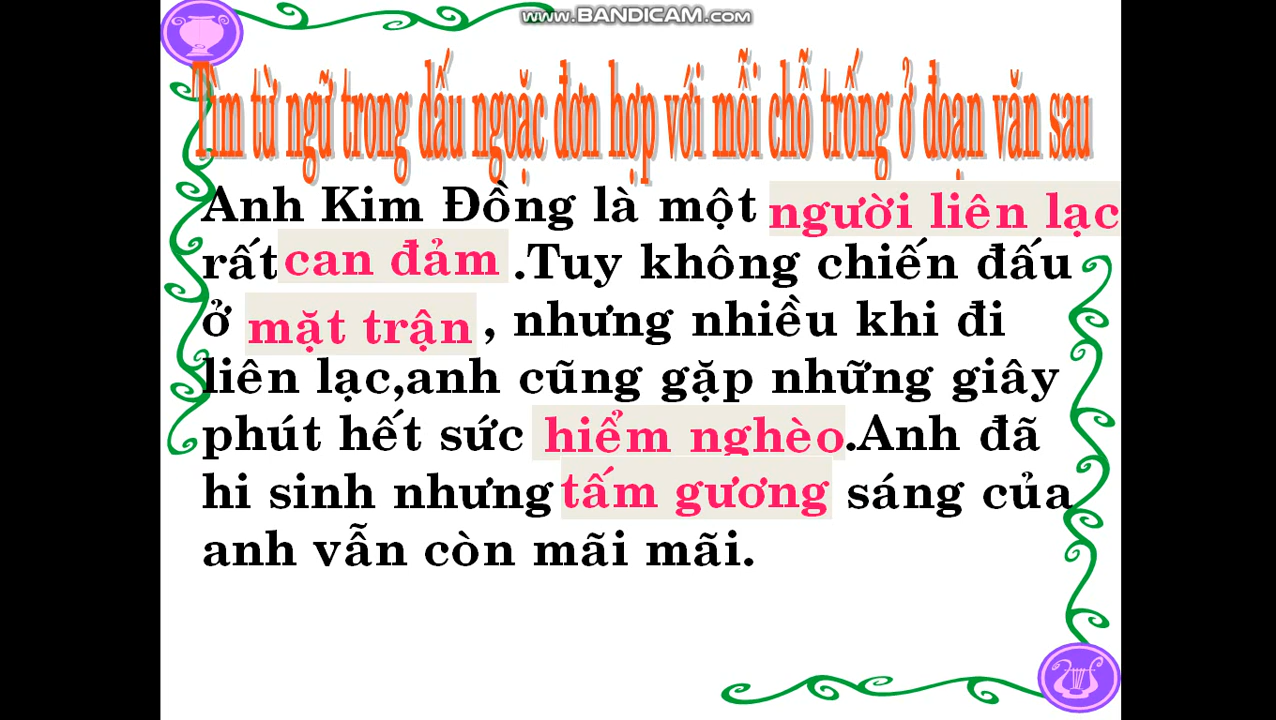 www.BANDICAM.com
Tìm từ ngữ trong dấu ngoặc đơn hợp với mỗi chỗ trống ở đoạn văn sau
Anh Kim Đồng là một người liên lạc
rất can đảm .Tuy không chiến đấu
ở mặt trận , nhưng nhiều khi đi
liên lạc,anh cũng gặp những giây
phút hết sức hiểm nghèo.Anh đã
hi sinh nhưng tấm gương sáng của
anh vẫn còn mãi mãi.